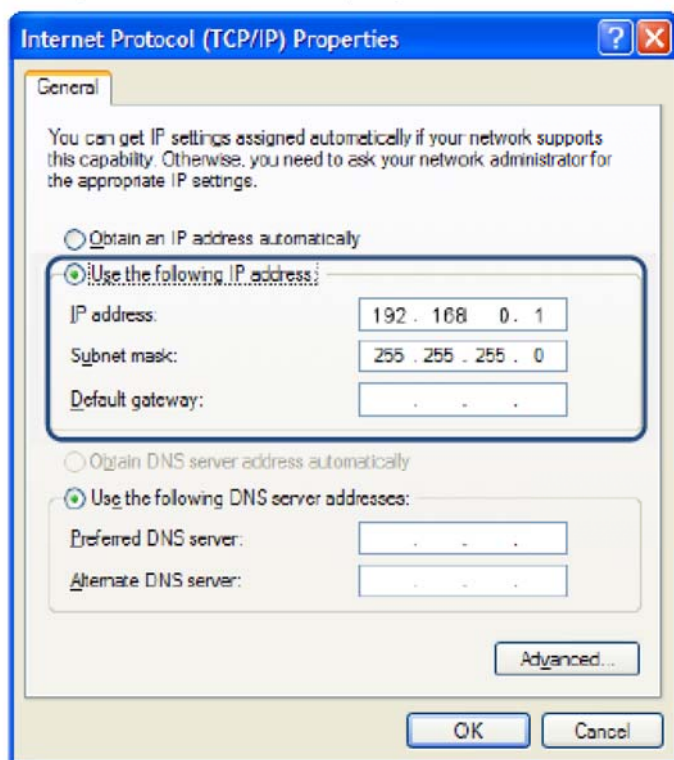 Internet Protocol (TCP/IP) Properties
General
You can get IP settings assigned automatically if your network supports
this capability. Otherwise, you need to ask your network administrator for
the appropriate IP settings.
Obtain an IP address automatically
Use the following IP address:
IP address: 192 . 168 0 . 1
Subnet mask: 255 . 255 . 255 . 0
Default gateway: . . .
Obtain DNS server address automatically
Use the following DNS server addresses:
Preferred DNS server: . . .
Alternate DNS server: . . .
Advanced...
OK Cancel